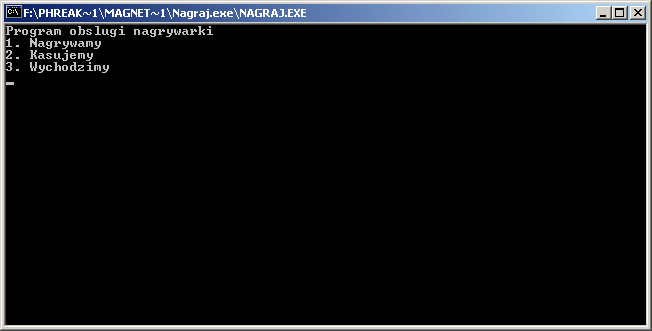 F:\PHREAK~1\MAGNET~1\Nagraj.exe\NAGRAJ.EXE
Program obslugi nagrywarki
1. Nagrywamy
2. Kasujemy
3. Wychodzimy